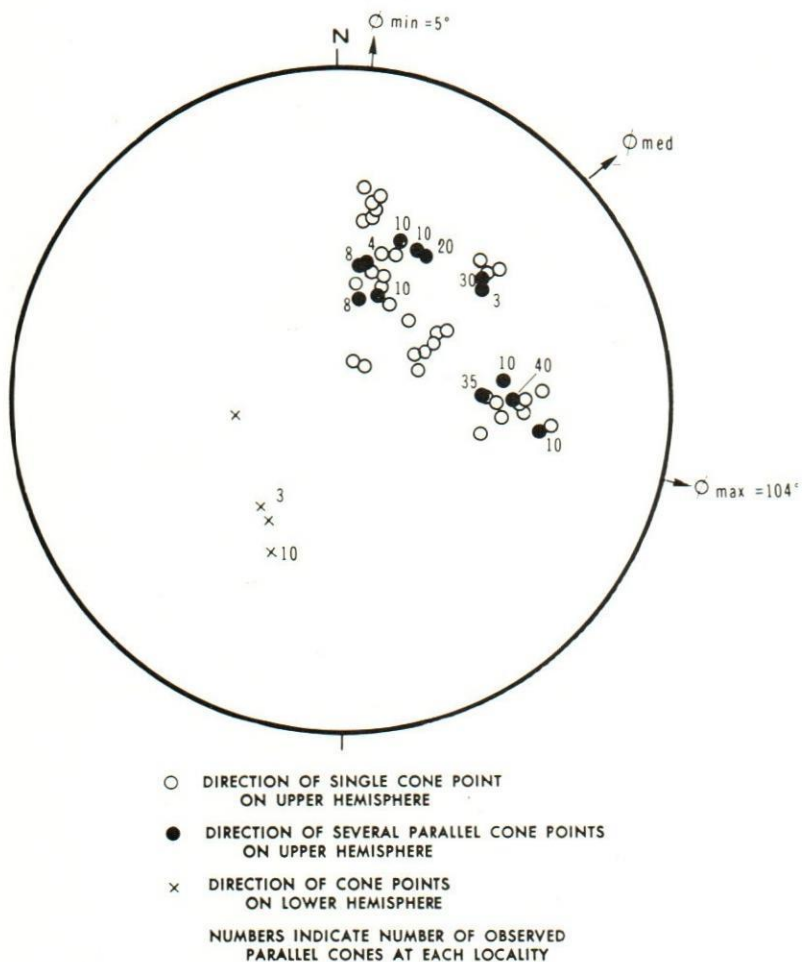 ∅ min =5°
N
∅ med
10
10
20
8
4
30
10
3
8
10
40
35
10
∅ max =104°
3
10
DIRECTION OF SINGLE CONE POINT
ON UPPER HEMISPHERE
DIRECTION OF SEVERAL PARALLEL CONE POINTS
ON UPPER HEMISPHERE
DIRECTION OF CONE POINTS
ON LOWER HEMISPHERE
NUMBERS INDICATE NUMBER OF OBSERVED
PARALLEL CONES AT EACH LOCALITY